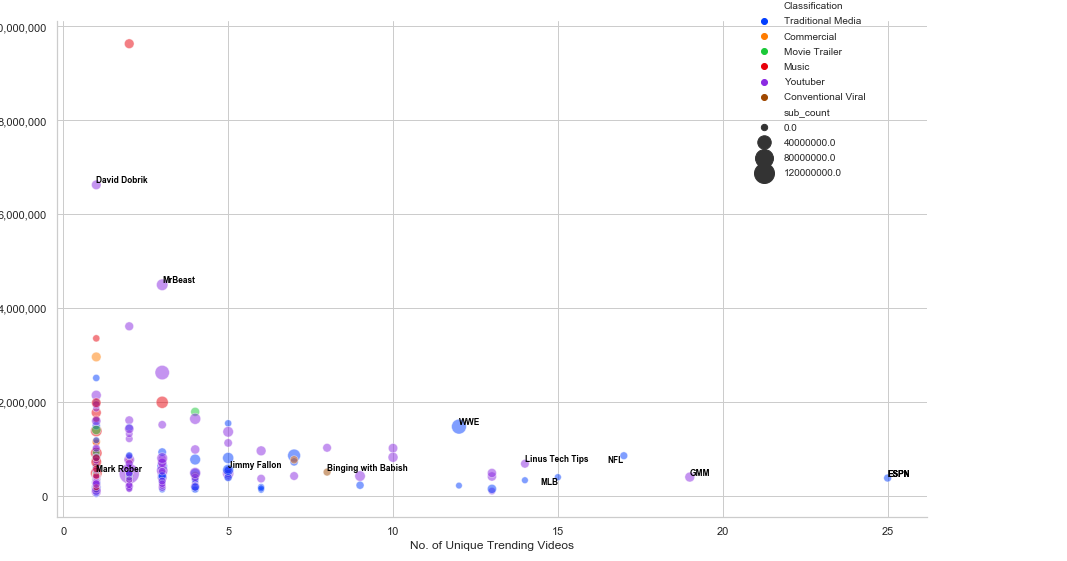 Classification
Traditional Media
Commercial
Movie Trailer
Music
Youtuber
Conventional Viral
sub_count
0.0
40000000.0
80000000.0
120000000.0
0,000,000
8,000,000
6,000,000
4,000,000
2,000,000
0
David Dobrik
MrBeast
WWE
Mark Rober
Jimmy Fallon
Binging with Babish
Linus Tech Tips
NFL
MLB
GMM
ESPN
0
5
10
15
20
25
No. of Unique Trending Videos